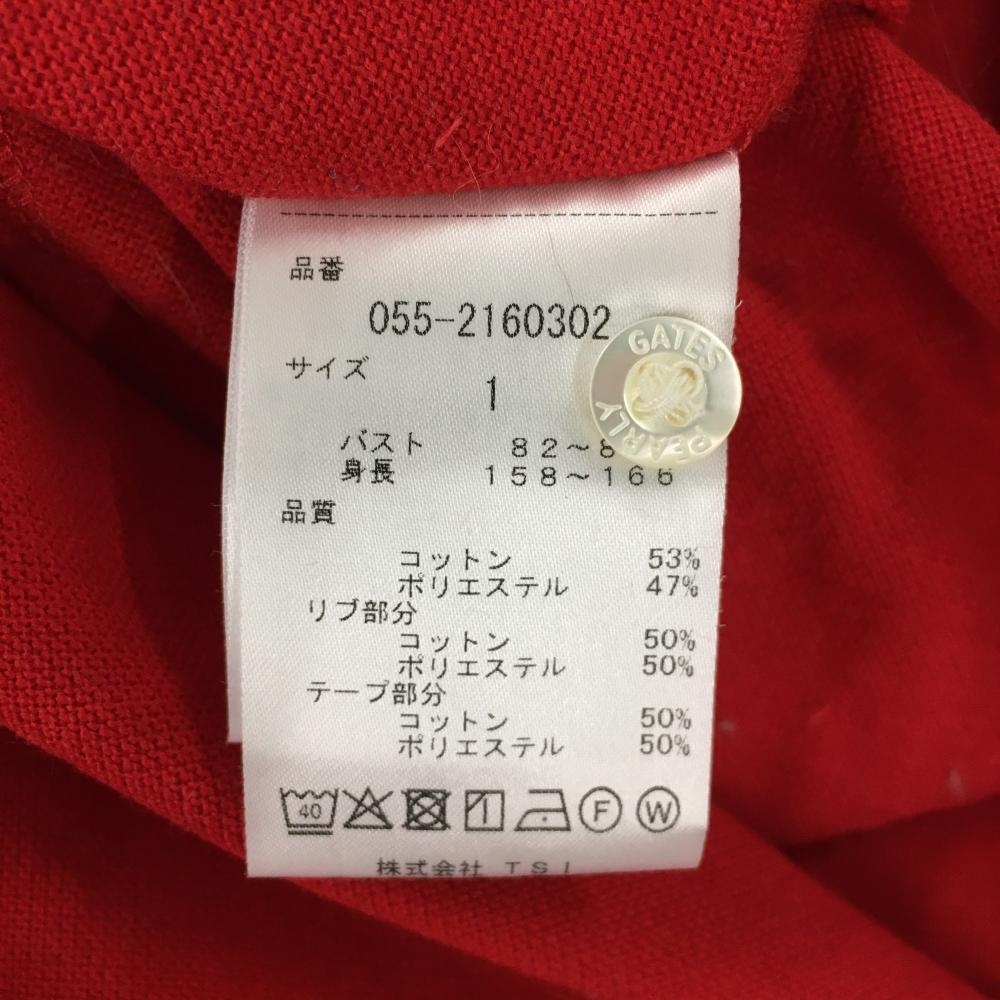 品番
055-2160302
サイズ
1
バスト 82~8
身長 158~166
品質
コットン 53%
ポリエステル 47%
リブ部分
コットン 50%
ポリエステル 50%
テープ部分
コットン 50%
ポリエステル 50%
40
F W
株式会社 TSI
GATES
PEARLY